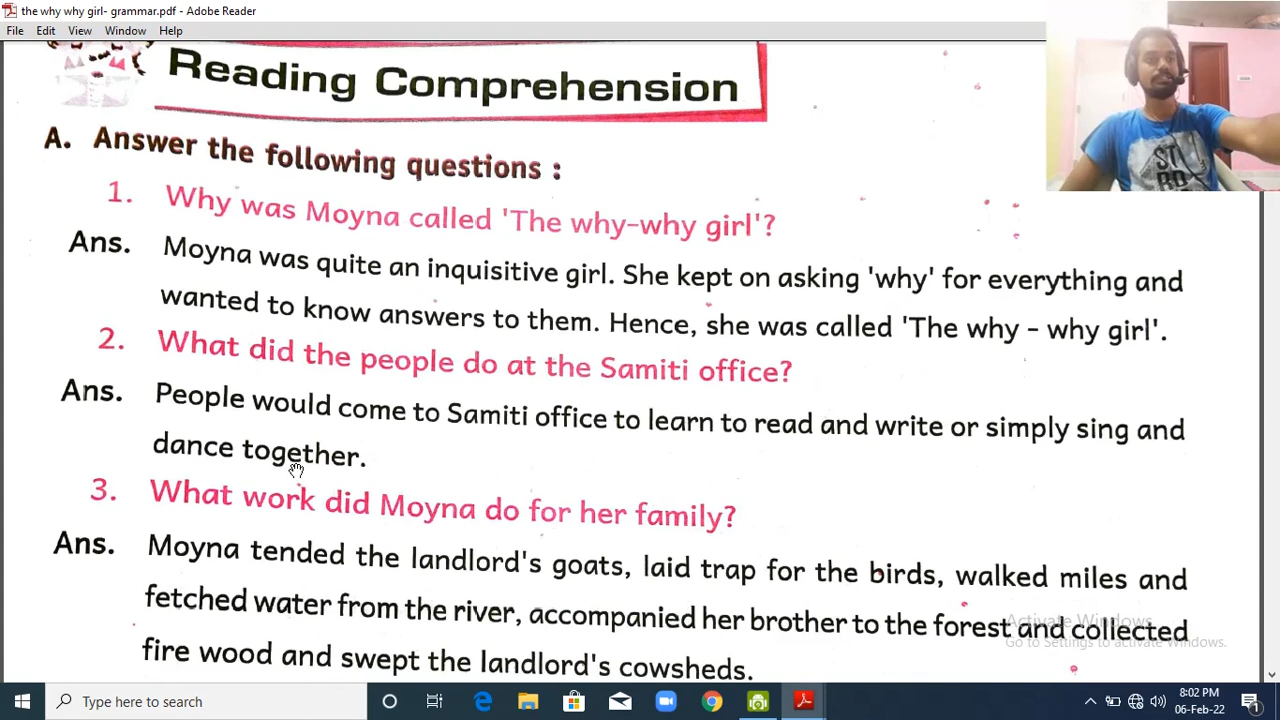 the why why girl- grammar.pdf - Adobe Reader
File Edit View Window Help
Reading Comprehension
A. Answer the following questions :
1. Why was Moyna called 'The why-why girl'?
Ans. Moyna was quite an inquisitive girl. She kept on asking 'why' for everything and
wanted to know answers to them. Hence, she was called 'The why - why girl'.
2. What did the people do at the Samiti office?
Ans. People would come to Samiti office to learn to read and write or simply sing and
dance together.
3. What work did Moyna do for her family?
Ans. Moyna tended the landlord's goats, laid trap for the birds, walked miles and
fetched water from the river, accompanied her brother to the forest and collected
fire wood and swept the landlord's cowsheds.
Activate Windows
Go to Settings to activate Windows.
ST
Type here to search
8:02 PM
06-Feb-22
1